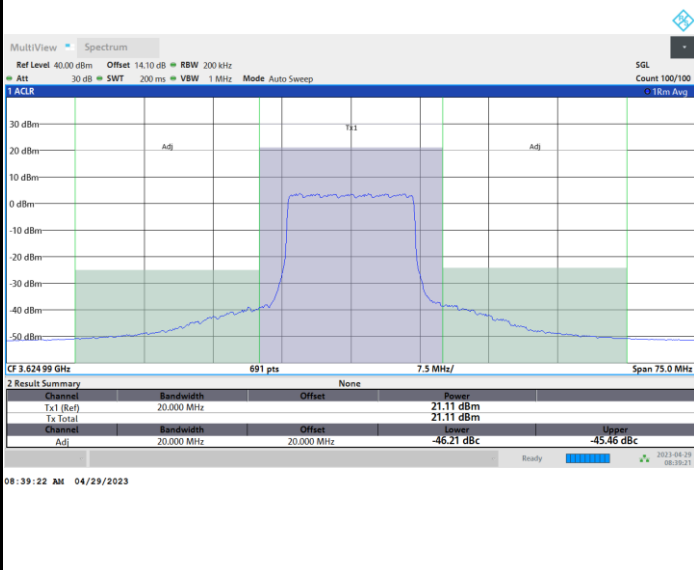 MultiView Spectrum
Ref Level 40.00 dBm Offset 14.10 dB RBW 200 kHz SGL
Att 30 dB SWT 200 ms VBW 1 MHz Mode Auto Sweep Count 100/100
1 ACLR 1Rm Avg
Tx1
30 dBm
Adj Adj
20 dBm
10 dBm
0 dBm
-10 dBm
-20 dBm
-30 dBm
-40 dBm
-50 dBm
CF 3.624 99 GHz 691 pts 7.5 MHz/ Span 75.0 MHz
2 Result Summary None
Channel Bandwidth Offset Power
Tx1 (Ref) 20.000 MHz 21.11 dBm
Tx Total 21.11 dBm
Channel Bandwidth Offset Lower Upper
Adj 20.000 MHz 20.000 MHz -46.21 dBc -45.46 dBc
Ready 2023-04-29
08:39:21
08:39:22 AM 04/29/2023